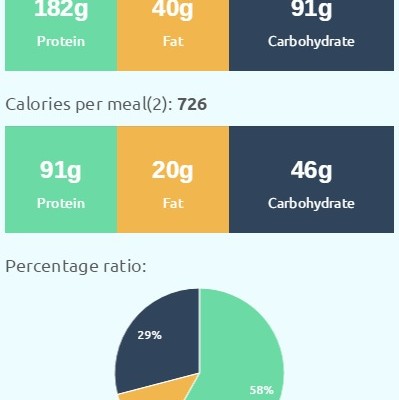 182g 40g 91g
Protein Fat Carbohydrate
Calories per meal(2): 726
91g 20g 46g
Protein Fat Carbohydrate
Percentage ratio:
29%
58%